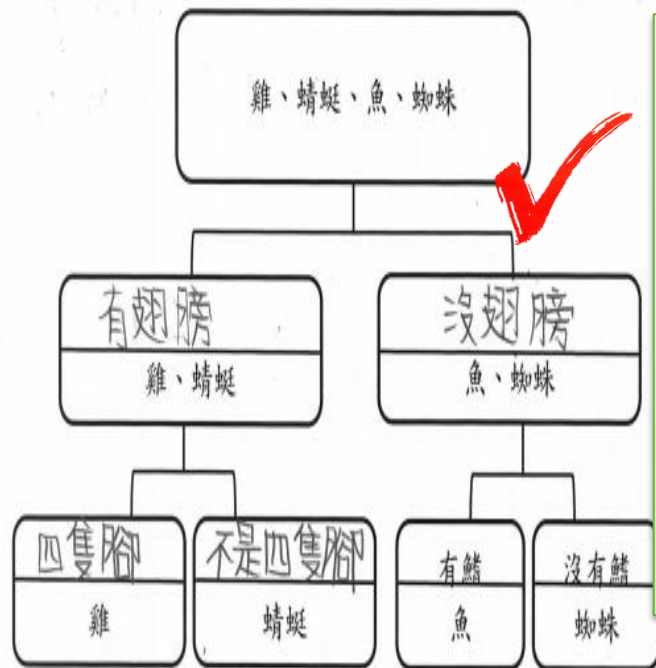 雞、蜻蜓、魚、蜘蛛
有翅膀
沒翅膀
雞、蜻蜓
魚、蜘蛛
四隻腳
不是四隻腳
有鰭
沒有鰭
雞
蜻蜓
魚
蜘蛛